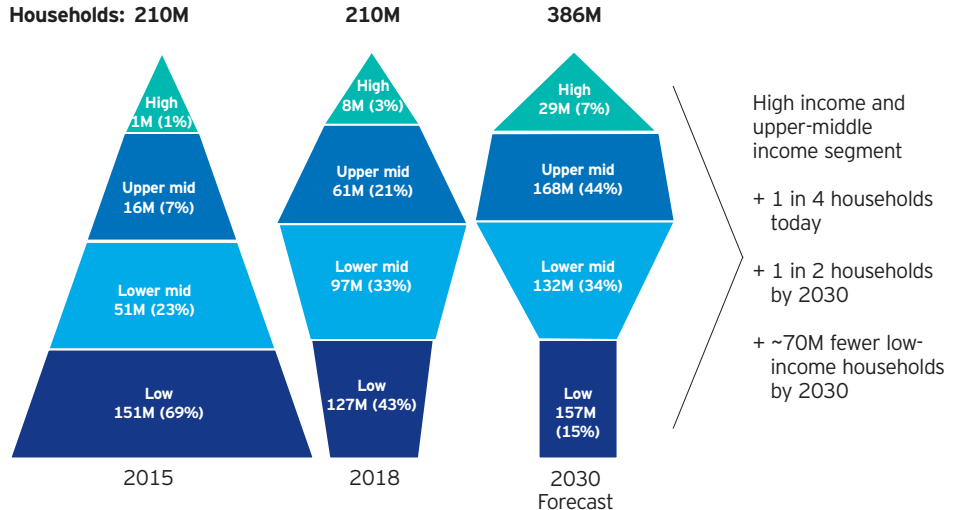 Households: 210M
210M
386M
High
1M (1%)
Upper mid
16M (7%)
Lower mid
51M (23%)
Low
151M (69%)
2015
High
8M (3%)
Upper mid
61M (21%)
Lower mid
97M (33%)
Low
127M (43%)
2018
High
29M (7%)
Upper mid
168M (44%)
Lower mid
132M (34%)
Low
157M
(15%)
2030
Forecast
High income and
upper-middle
income segment
+ 1 in 4 households
today
+ 1 in 2 households
by 2030
+ ~70M fewer low-
income households
by 2030